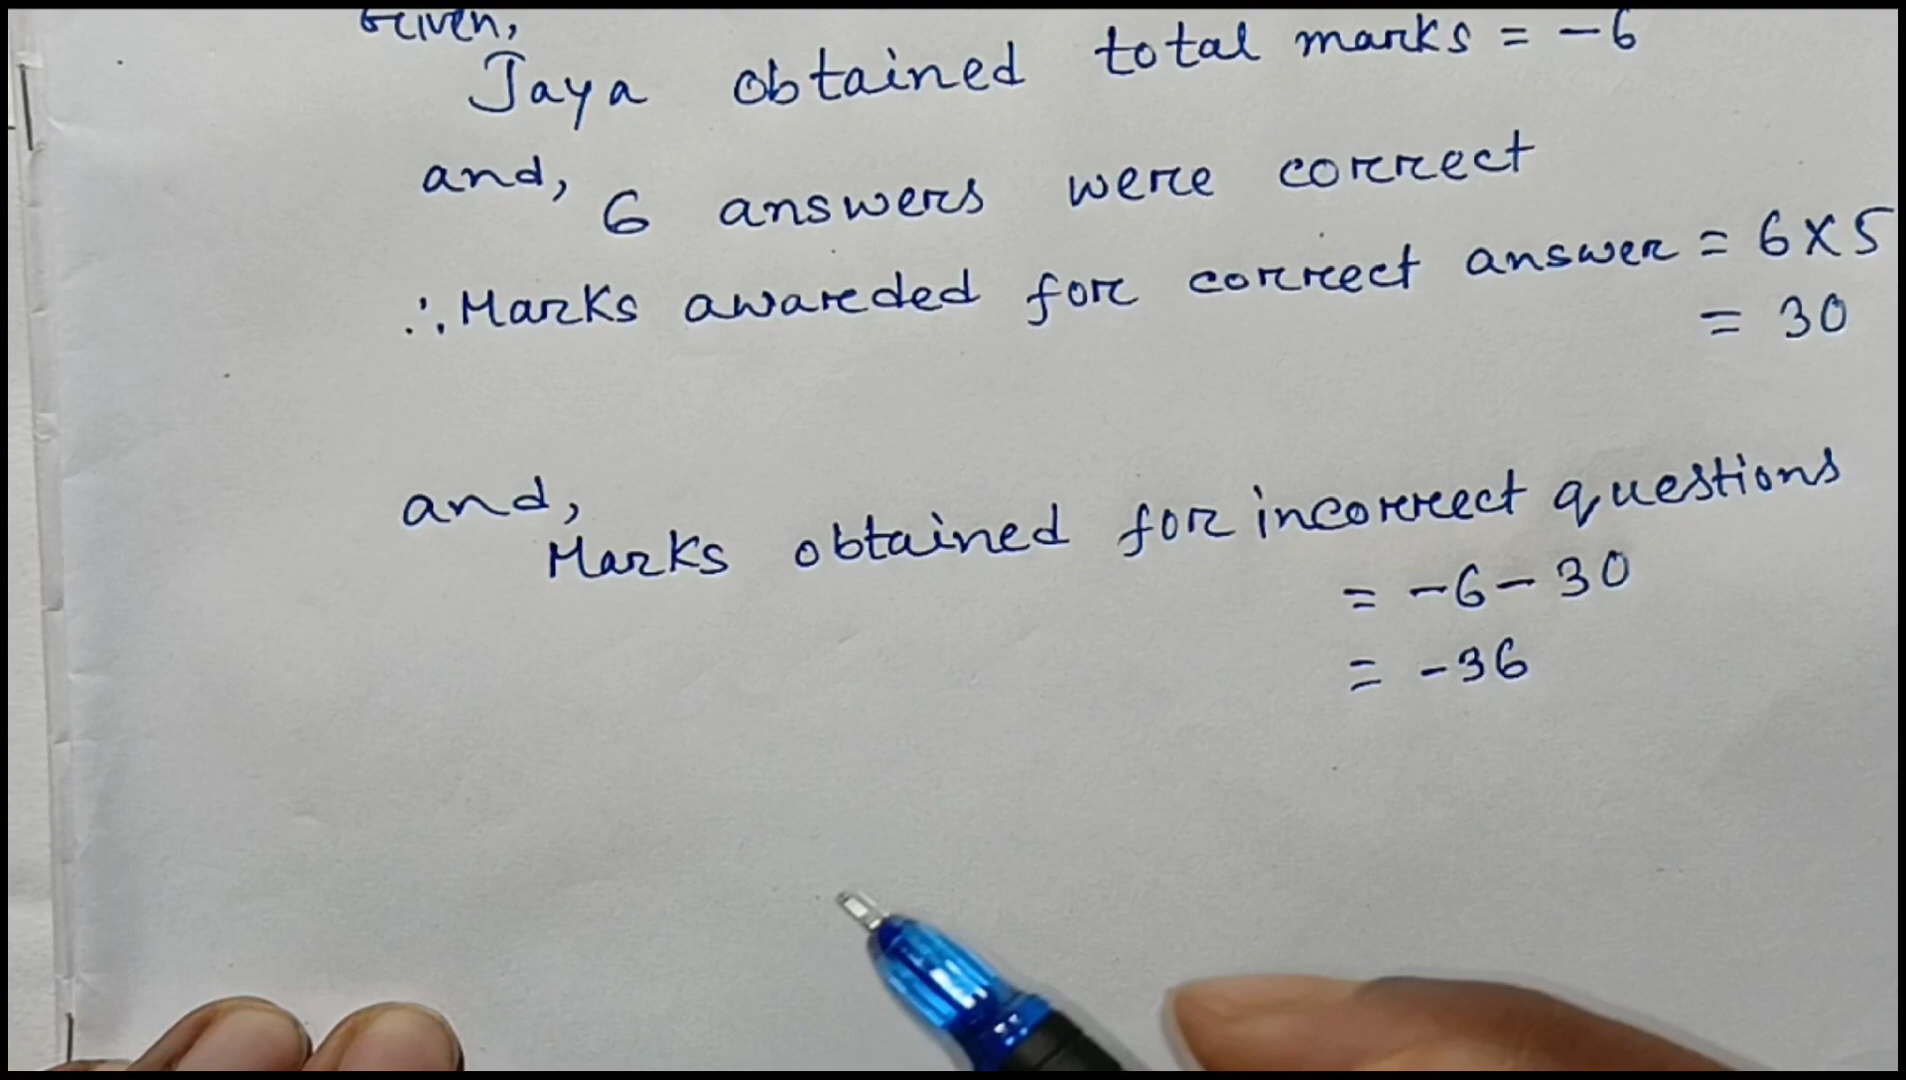 Given,
Jaya obtained total marks = -6
and,
6 answers were correct
∴ Marks awarded for correct answer = 6×5
= 30
and,
Marks obtained for incorrect questions
= -6-30
= -36